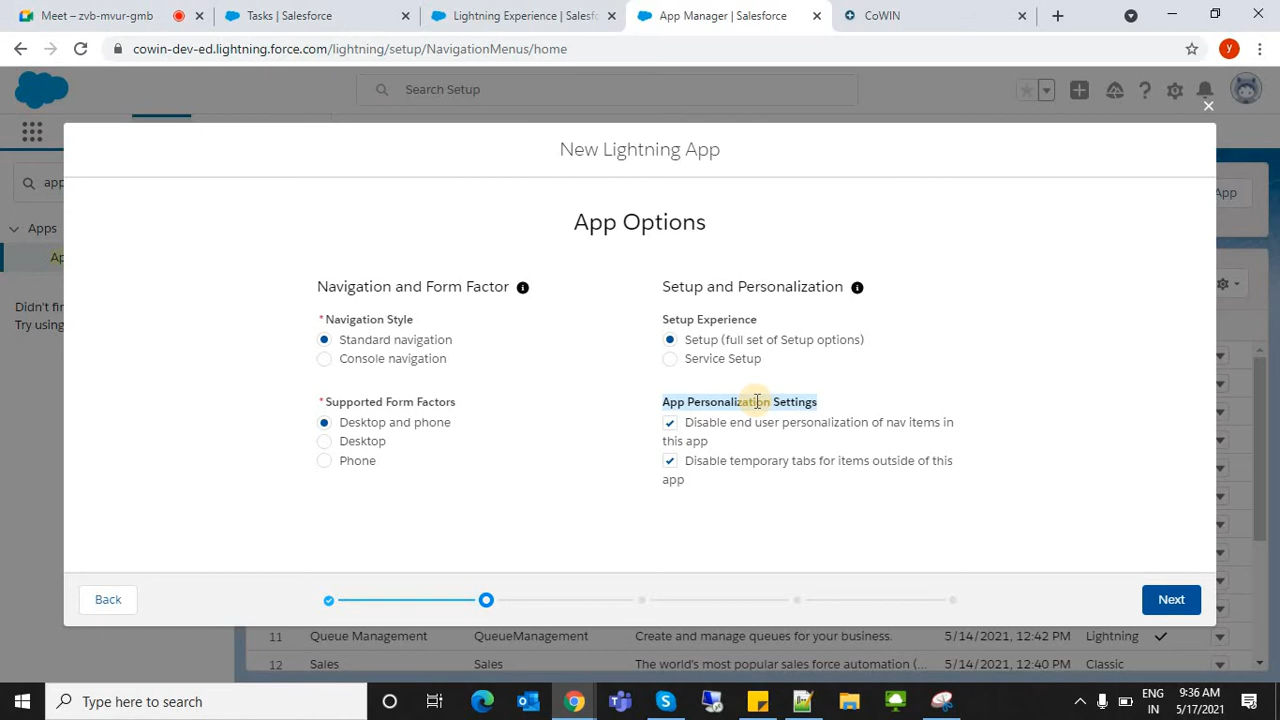 Meet – zvb-mvur-gmb
Tasks | Salesforce
Lightning Experience | Salesf
App Manager | Salesforce
CoWIN
cowin-dev-ed.lightning.force.com/lightning/setup/NavigationMenus/home
y
Search Setup
New Lightning App
app
App
App Options
Apps
Ap
Navigation and Form Factor
Setup and Personalization
Didn't fin
Try using
*Navigation Style
Setup Experience
Standard navigation
Setup (full set of Setup options)
Console navigation
Service Setup
*Supported Form Factors
App Personalization Settings
Desktop and phone
Disable end user personalization of nav items in
this app
Desktop
Phone
Disable temporary tabs for items outside of this
app
Back
Next
11 Queue Management QueueManagement Create and manage queues for your business. 5/14/2021, 12:42 PM Lightning
12 Sales Sales The world's most popular sales force automation (... 5/14/2021, 12:40 PM Classic
Type here to search
ENG
IN
9:36 AM
5/17/2021